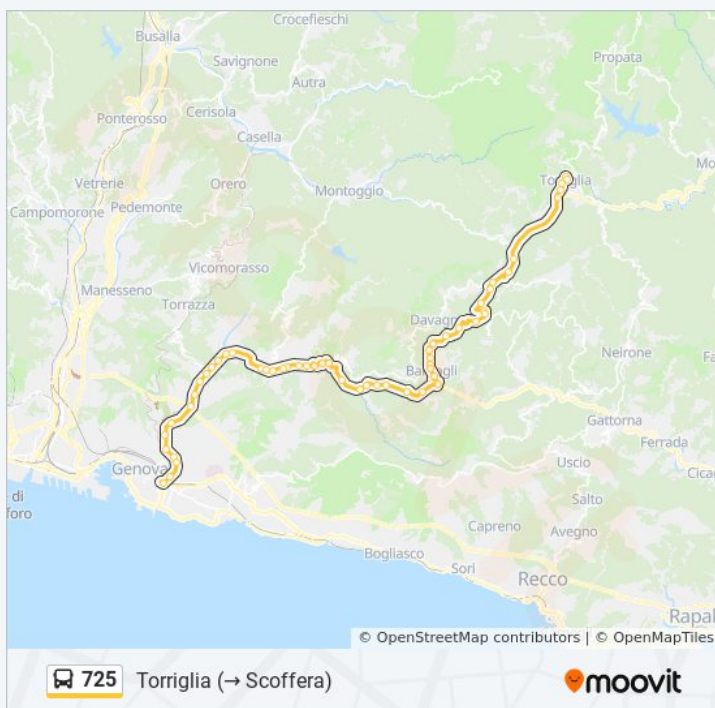 Crocefieschi
Busalla
Savignone
Propata
Autra
Ponterosso
Cerisola
Casella
Torriglia
Vetrerie
Orero
Montoggio
Campomorone
Pedemonte
Vicomorasso
Manesseno
Torrazza
Davagna
Neirone
Bargagli
Gattorna
Ferrada
Genova
Uscio
Cica
di
foro
Salto
Capreno
Avegno
Bogliasco
Sori
Recco
Rapal
© OpenStreetMap contributors | © OpenMapTiles
725 Torriglia (→ Scoffera)
moovit